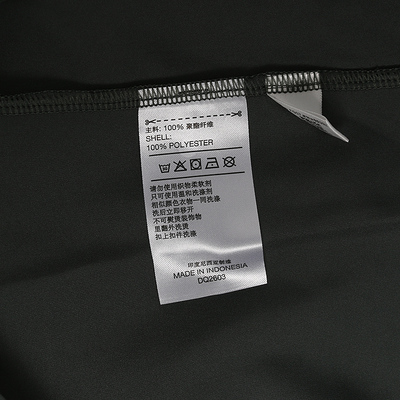 主料: 100% 聚酯纤维
SHELL:
100% POLYESTER
请勿使用织物柔软剂
只可使用温和洗涤剂
相似颜色衣物一同洗涤
洗后立即移开
不可熨烫装饰物
里翻外洗烫
扣上扣件洗涤
印度尼西亚制造
MADE IN INDONESIA
DQ2603